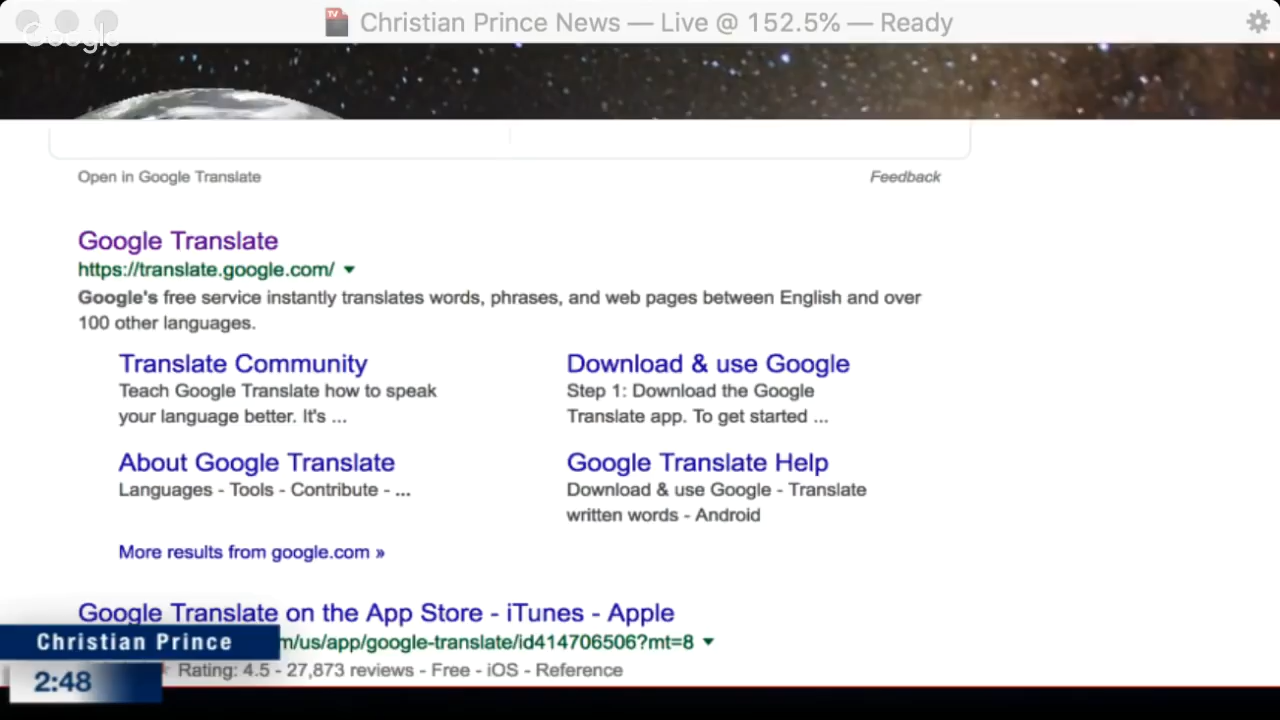 Google
TV
Christian Prince News — Live @ 152.5% — Ready
Open in Google Translate
Feedback
Google Translate
https://translate.google.com/
Google's free service instantly translates words, phrases, and web pages between English and over
100 other languages.
Translate Community
Teach Google Translate how to speak
your language better. It's ...
Download & use Google
Step 1: Download the Google
Translate app. To get started ...
About Google Translate
Languages - Tools - Contribute - ...
Google Translate Help
Download & use Google - Translate
written words - Android
More results from google.com »
Google Translate on the App Store - iTunes - Apple
Christian Prince
m/us/app/google-translate/id414706506?mt=8
Rating: 4.5 - 27,873 reviews - Free - iOS - Reference
2:48